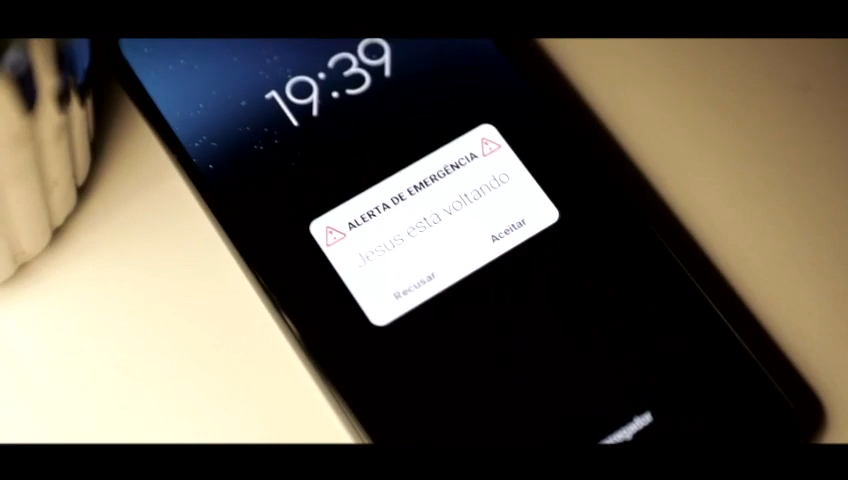 19:39
ALERTA DE EMERGÊNCIA
Jesus esta voltando
Recusar
Aceitar